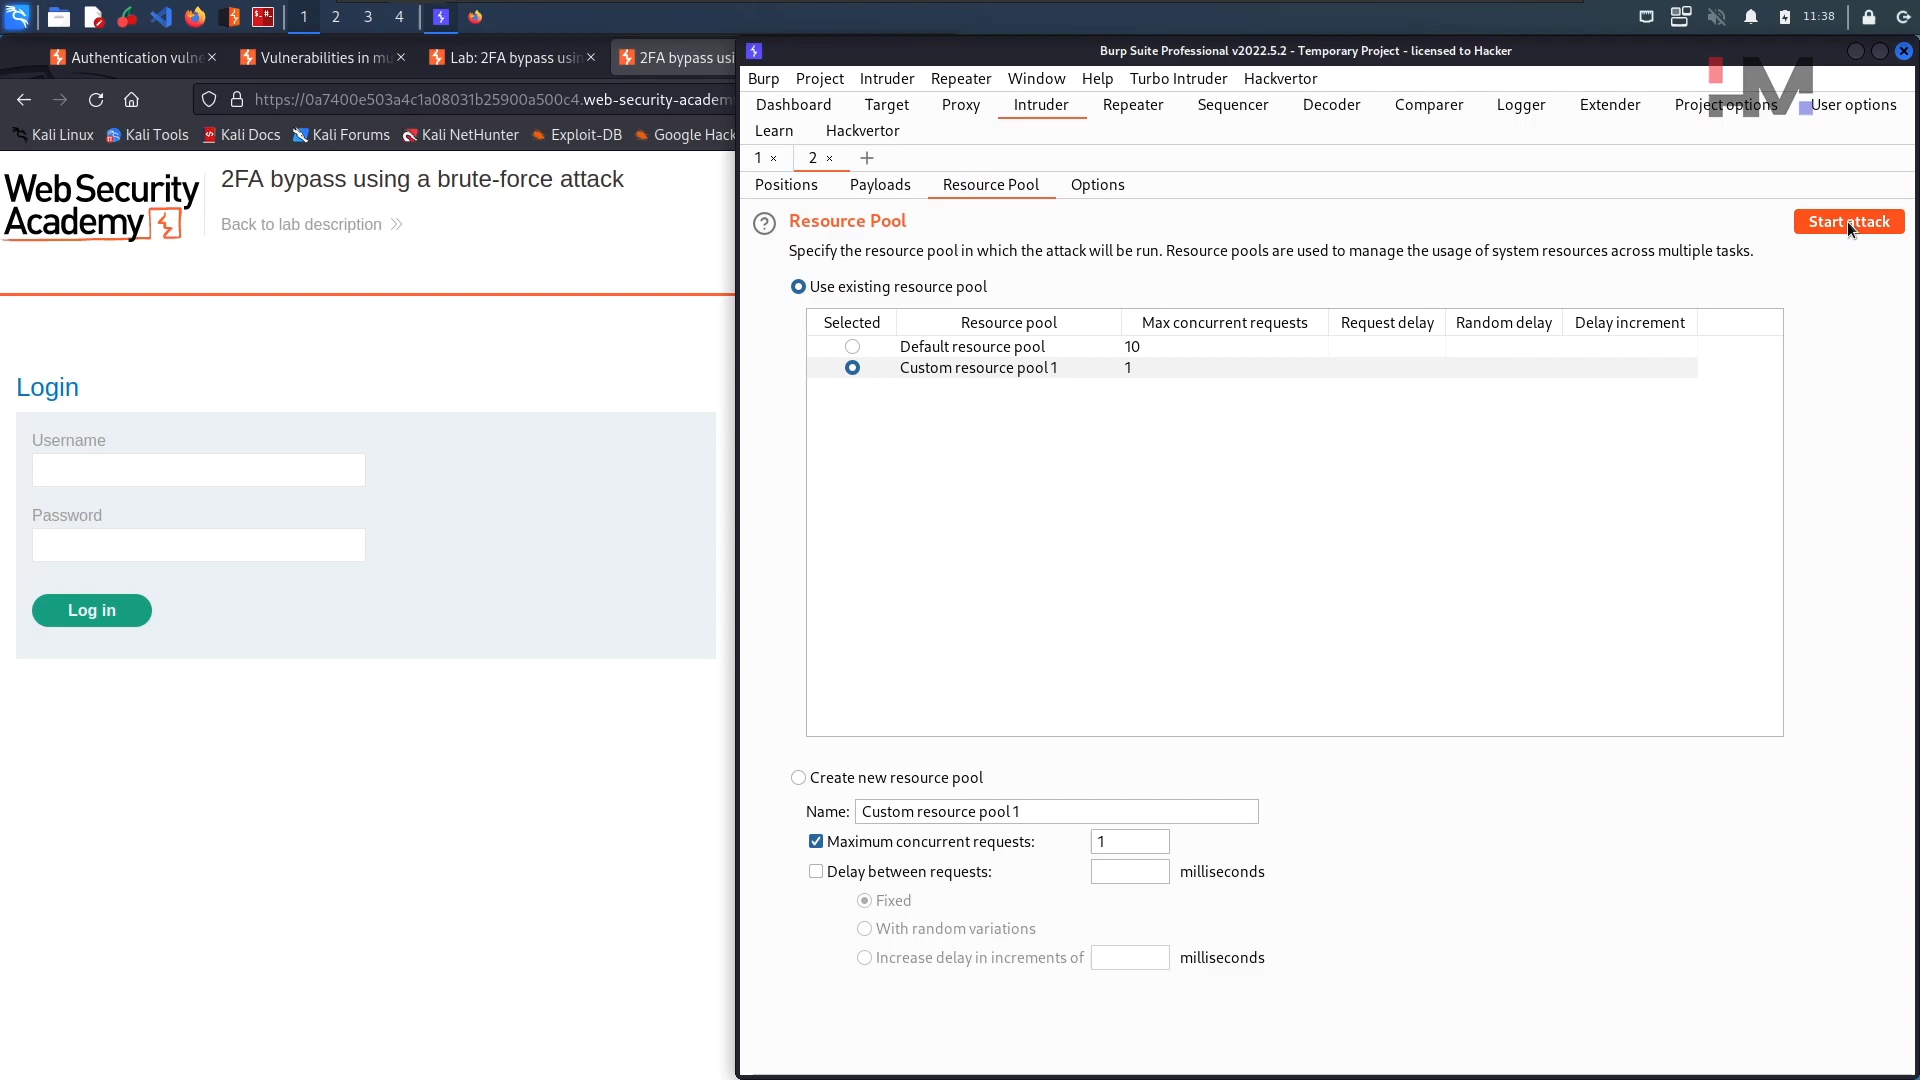 1 2 3 4 11:38
Authentication vulne ×
Vulnerabilities in mu ×
Lab: 2FA bypass usin ×
2FA bypass usi
https://0a7400e503a4c1a08031b25900a500c4.web-security-academ
Kali Linux Kali Tools Kali Docs Kali Forums Kali NetHunter Exploit-DB Google Hack
WebSecurity
Academy
2FA bypass using a brute-force attack
Back to lab description
Login
Username
Password
Log in
Burp Suite Professional v2022.5.2 - Temporary Project - licensed to Hacker
Burp Project Intruder Repeater Window Help Turbo Intruder Hackvertor
Dashboard Target Proxy Intruder Repeater Sequencer Decoder Comparer Logger Extender Project options User options
Learn Hackvertor
1 × 2 × +
Positions Payloads Resource Pool Options
? Resource Pool
Start attack
Specify the resource pool in which the attack will be run. Resource pools are used to manage the usage of system resources across multiple tasks.
Use existing resource pool
Selected Resource pool Max concurrent requests Request delay Random delay Delay increment
Default resource pool 10
Custom resource pool 1 1
Create new resource pool
Name: Custom resource pool 1
Maximum concurrent requests: 1
Delay between requests: milliseconds
Fixed
With random variations
Increase delay in increments of milliseconds